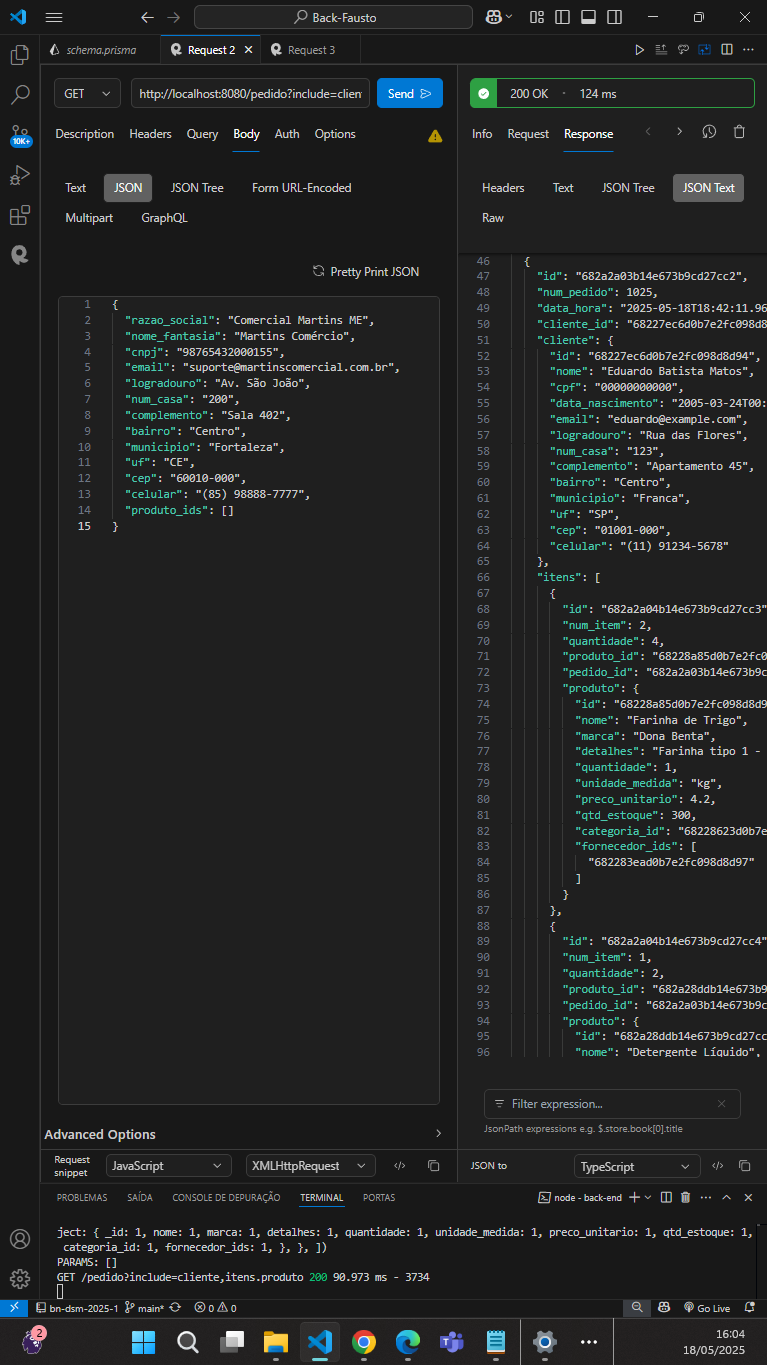 Back-Fausto
schema.prisma
Request 2
Request 3
10K+
GET
http://localhost:8080/pedido?include=clien
Send
200 OK · 124 ms
Description Headers Query Body Auth Options
Info Request Response
Text JSON JSON Tree Form URL-Encoded
Multipart GraphQL
Headers Text JSON Tree JSON Text
Raw
Pretty Print JSON
1 {
2 "razao_social": "Comercial Martins ME",
3 "nome_fantasia": "Martins Comércio",
4 "cnpj": "98765432000155",
5 "email": "suporte@martinscomercial.com.br",
6 "logradouro": "Av. São João",
7 "num_casa": "200",
8 "complemento": "Sala 402",
9 "bairro": "Centro",
10 "municipio": "Fortaleza",
11 "uf": "CE",
12 "cep": "60010-000",
13 "celular": "(85) 98888-7777",
14 "produto_ids": []
15 }
46 {
47 "id": "682a2a03b14e673b9cd27cc2",
48 "num_pedido": 1025,
49 "data_hora": "2025-05-18T18:42:11.96
50 "cliente_id": "68227ec6d0b7e2fc098d8
51 "cliente": {
52 "id": "68227ec6d0b7e2fc098d8d94",
53 "nome": "Eduardo Batista Matos",
54 "cpf": "00000000000",
55 "data_nascimento": "2005-03-24T00:
56 "email": "eduardo@example.com",
57 "logradouro": "Rua das Flores",
58 "num_casa": "123",
59 "complemento": "Apartamento 45",
60 "bairro": "Centro",
61 "municipio": "Franca",
62 "uf": "SP",
63 "cep": "01001-000",
64 "celular": "(11) 91234-5678"
65 },
66 "itens": [
67 {
68 "id": "682a2a04b14e673b9cd27cc3"
69 "num_item": 2,
70 "quantidade": 4,
71 "produto_id": "68228a85d0b7e2fc0
72 "pedido_id": "682a2a03b14e673b9c
73 "produto": {
74 "id": "68228a85d0b7e2fc098d8d9
75 "nome": "Farinha de Trigo",
76 "marca": "Dona Benta",
77 "detalhes": "Farinha tipo 1 -
78 "quantidade": 1,
79 "unidade_medida": "kg",
80 "preco_unitario": 4.2,
81 "qtd_estoque": 300,
82 "categoria_id": "68228623d0b7e
83 "fornecedor_ids": [
84 "682283ead0b7e2fc098d8d97"
85 ]
86 }
87 },
88 {
89 "id": "682a2a04b14e673b9cd27cc4"
90 "num_item": 1,
91 "quantidade": 2,
92 "produto_id": "682a28ddb14e673b9
93 "pedido_id": "682a2a03b14e673b9c
94 "produto": {
95 "id": "682a28ddb14e673b9cd27cc
96 "nome": "Detergente Líquido",
Filter expression...
JsonPath expressions e.g. $.store.book[0].title
Advanced Options
Request snippet
JavaScript
XMLHttpRequest
JSON to
TypeScript
PROBLEMAS SAÍDA CONSOLE DE DEPURAÇÃO TERMINAL PORTAS
node - back-end
ject: { _id: 1, nome: 1, marca: 1, detalhes: 1, quantidade: 1, unidade_medida: 1, preco_unitario: 1, qtd_estoque: 1,
categoria_id: 1, fornecedor_ids: 1, }, }, ])
PARAMS: []
GET /pedido?include=cliente,itens.produto 200 90.973 ms - 3734
bn-dsm-2025-1 main* 0 0
Go Live
2
16:04
18/05/2025